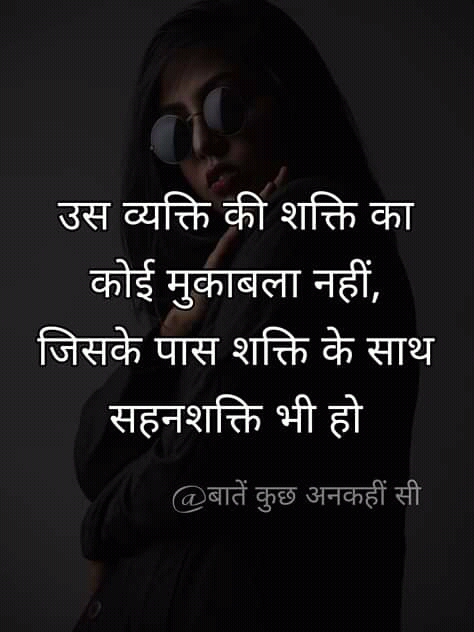 उस व्यक्ति की शक्ति का
कोई मुकाबला नहीं,
जिसके पास शक्ति के साथ
सहनशक्ति भी हो
@बातें कुछ अनकहीं सी